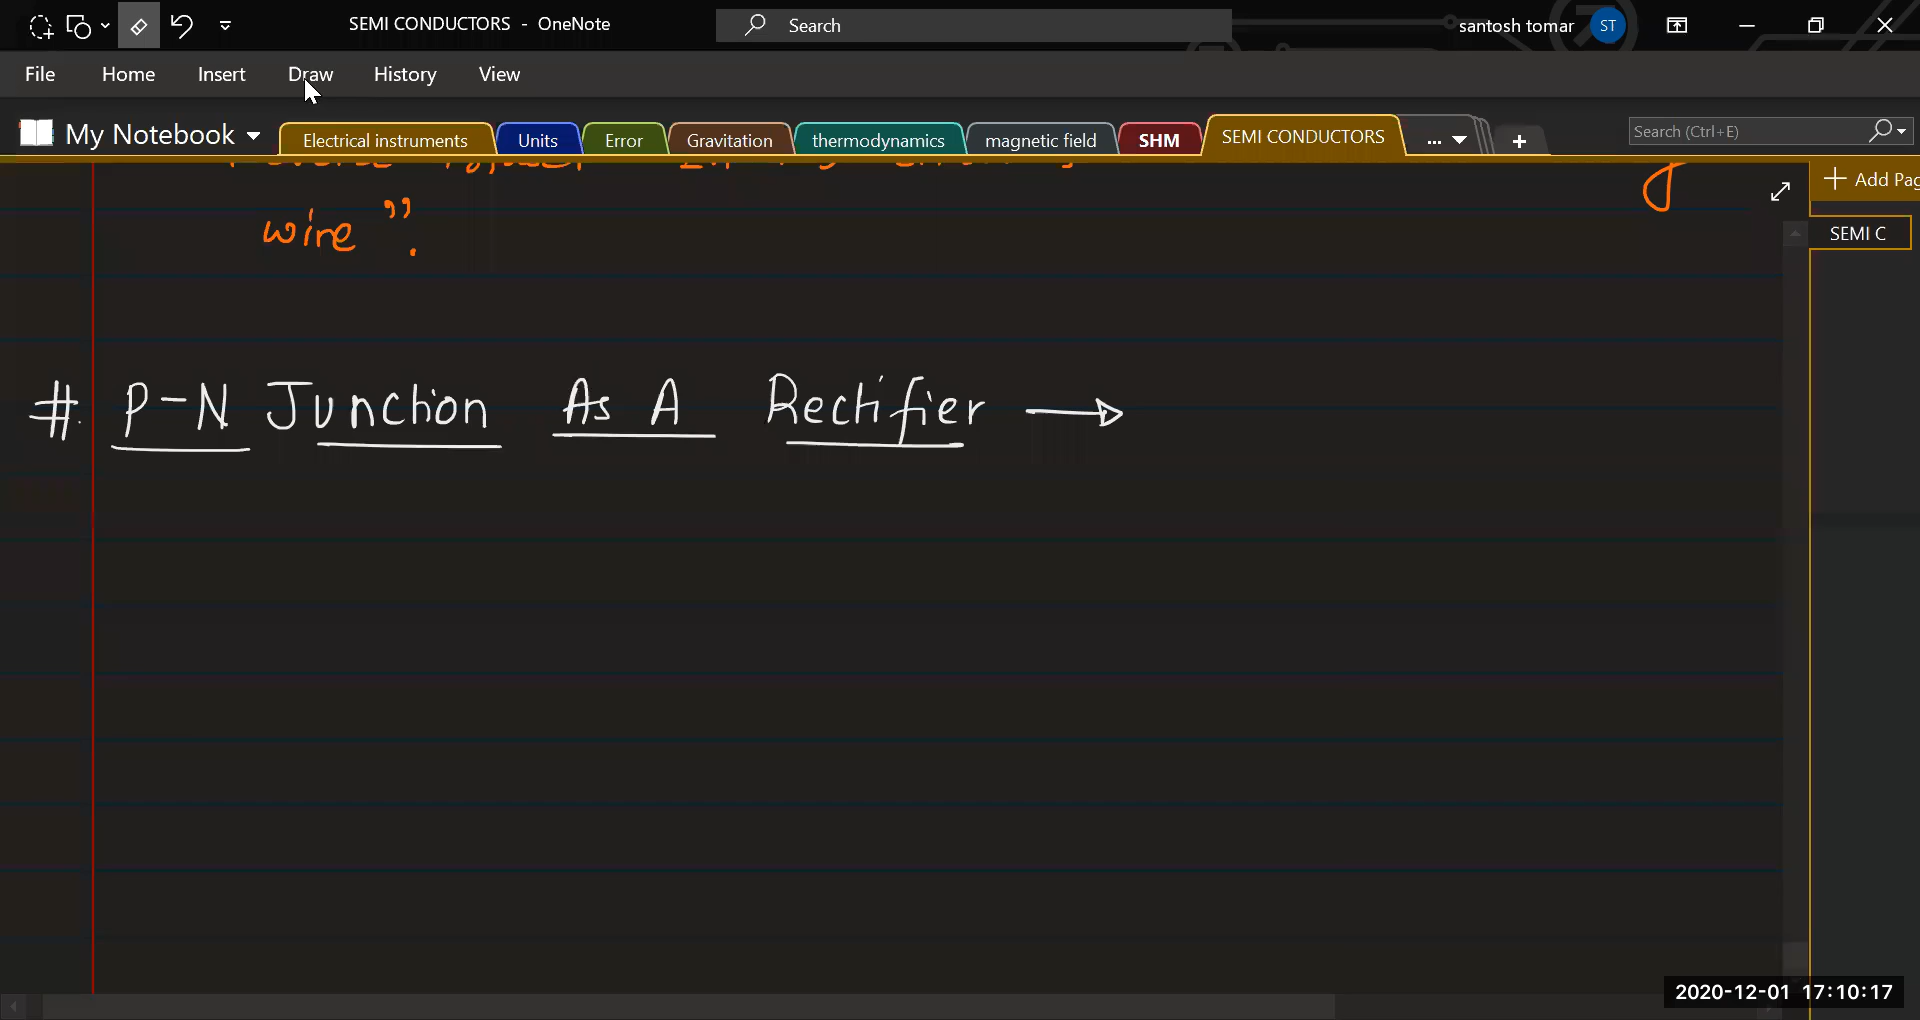 SEMI CONDUCTORS - OneNote
Search
santosh tomar
ST
File Home Insert Draw History View
My Notebook
Electrical instruments
Units
Error
Gravitation
thermodynamics
magnetic field
SHM
SEMI CONDUCTORS
...
+
Search (Ctrl+E)
+ Add Pag
SEMI C
wire ".
# P-N Junction As A Rectifier →
2020-12-01 17:10:17